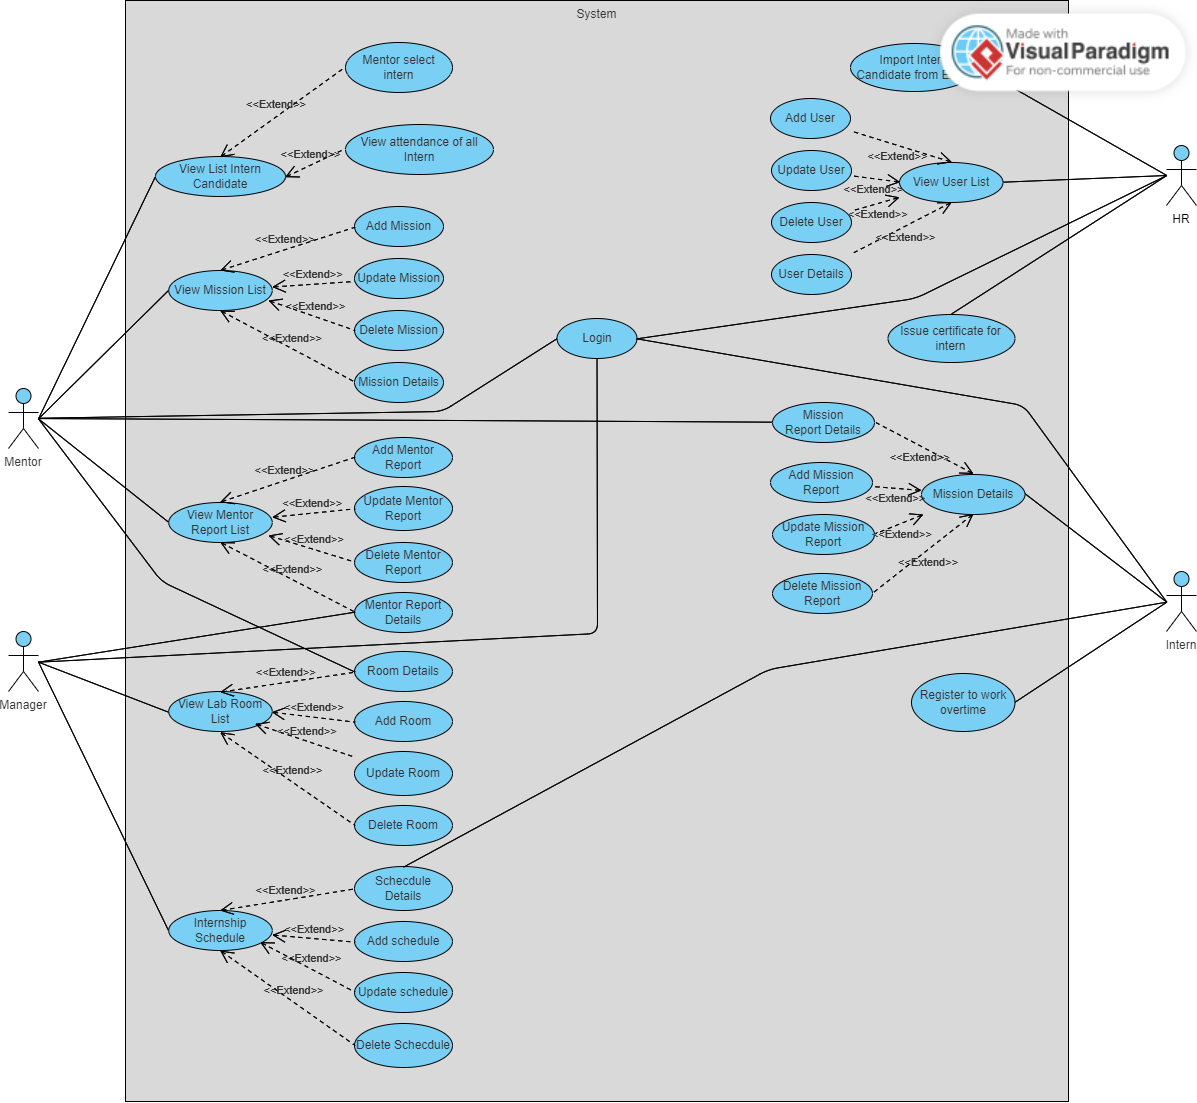 System
Made with
Visual Paradigm
For non-commercial use
Mentor select
intern
<<Extend>>
View attendance of all
Intern
<<Extend>>
View List Intern
Candidate
Add Mission
<<Extend>>
Update Mission
<<Extend>>
View Mission List
Delete Mission
<<Extend>>
Mission Details
<<Extend>>
Mentor
Add Mentor
Report
<<Extend>>
Update Mentor
Report
<<Extend>>
View Mentor
Report List
Delete Mentor
Report
<<Extend>>
Mentor Report
Details
<<Extend>>
Manager
Room Details
<<Extend>>
View Lab Room
List
Add Room
<<Extend>>
Update Room
<<Extend>>
Delete Room
<<Extend>>
Schecdule
Details
<<Extend>>
Internship
Schedule
Add schedule
<<Extend>>
Update schedule
<<Extend>>
Delete Schecdule
<<Extend>>
Login
Import
Candidate from
Add User
<<Extend>>
Update User
<<Extend>>
View User List
Delete User
<<Extend>>
User Details
<<Extend>>
HR
Issue certificate for
intern
Mission
Report Details
<<Extend>>
Add Mission
Report
<<Extend>>
Mission Details
Update Mission
Report
<<Extend>>
Delete Mission
Report
<<Extend>>
Intern
Register to work
overtime